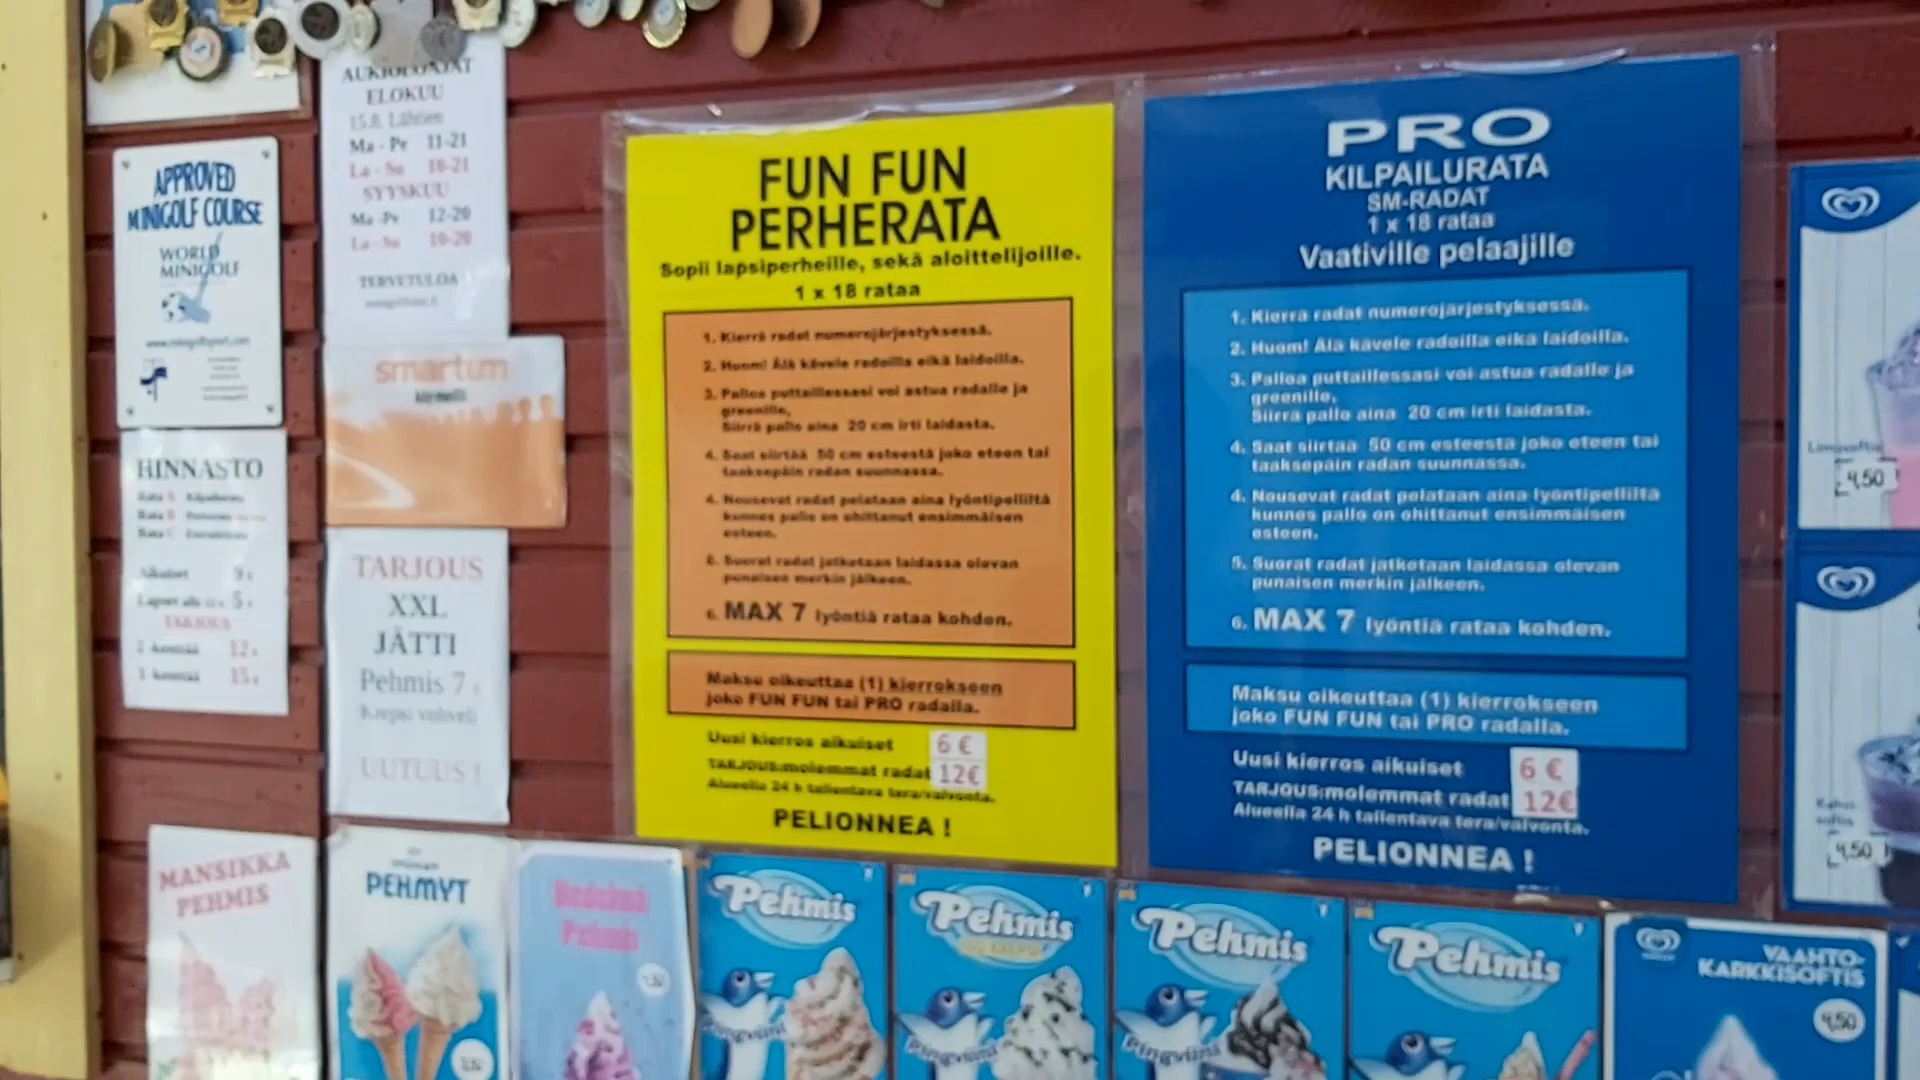 APPROVED
MINIGOLF COURSE
WORLD
MINIGOLF
HINNASTO
Aikuiset 9
5
TARJOUS
12
15
AUKIOLOAJAT
ELOKUU
15.8. Lähtien
Ma - Pe 11-21
La - Su 10-21
SYYSKUU
Ma -Pe 12-20
La - Su 10-20
TERVETULOA
smartum
TARJOUS
XXL
JÄTTI
Pehmis 7
UUTUUS !
FUN FUN
PERHERATA
Sopii lapsiperheille, sekä aloittelijoille.
1 x 18 rataa
1. Kierrä radat numerojärjestyksessä.
2. Huom! Älä kävele radoilla eikä laidoilla.
3. Palloa puttaillessasi voi astua radalle ja
greenille,
Siirrä pallo aina 20 cm irti laidasta.
4. Saat siirtää 50 cm esteestä joko eteen tai
taaksepäin radan suunnassa.
4. Nousevat radat pelataan aina lyöntipelliltä
kunnes pallo on ohittanut ensimmäisen
esteen.
5. Suorat radat jatketaan laidassa olevan
punaisen merkin jälkeen.
6. MAX 7 lyöntiä rataa kohden.
Maksu oikeuttaa (1) kierrokseen
joko FUN FUN tai PRO radalla.
Uusi kierros aikuiset 6 €
TARJOUS:molemmat radat 12€
Alueella 24 h tallentava tera/valvonta.
PELIONNEA !
PRO
KILPAILURATA
SM-RADAT
1 x 18 rataa
Vaativille pelaajille
1. Kierrä radat numerojärjestyksessä.
2. Huom! Älä kävele radoilla eikä laidoilla.
3. Palloa puttaillessasi voi astua radalle ja
greenille,
Siirrä pallo aina 20 cm irti laidasta.
4. Saat siirtää 50 cm esteestä joko eteen tai
taaksepäin radan suunnassa.
4. Nousevat radat pelataan aina lyöntipelliltä
kunnes pallo on ohittanut ensimmäisen
esteen.
5. Suorat radat jatketaan laidassa olevan
punaisen merkin jälkeen.
6. MAX 7 lyöntiä rataa kohden.
Maksu oikeuttaa (1) kierrokseen
joko FUN FUN tai PRO radalla.
Uusi kierros aikuiset 6 €
TARJOUS:molemmat radat 12€
Alueella 24 h tallentava tera/valvonta.
PELIONNEA !
4,50
4,50
MANSIKKA
PEHMIS
PEHMYT
Pehmis
Pehmis
Pingviini
Pehmis
Pingviini
Pehmis
Pingviini
Pehmis
VAAHTO-
KARKKISOFTIS
4,50